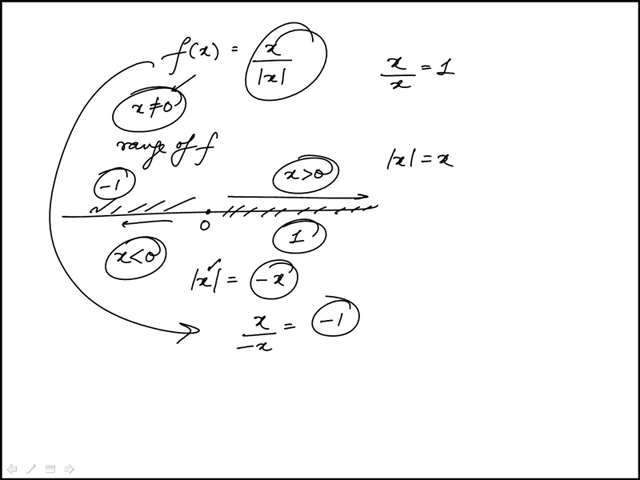 f(x) = x/|x|
x/x = 1
x ≠ 0
range of f
|x| = x
-1
x > 0
0
1
x < 0
|x| = -x
x/-x = -1